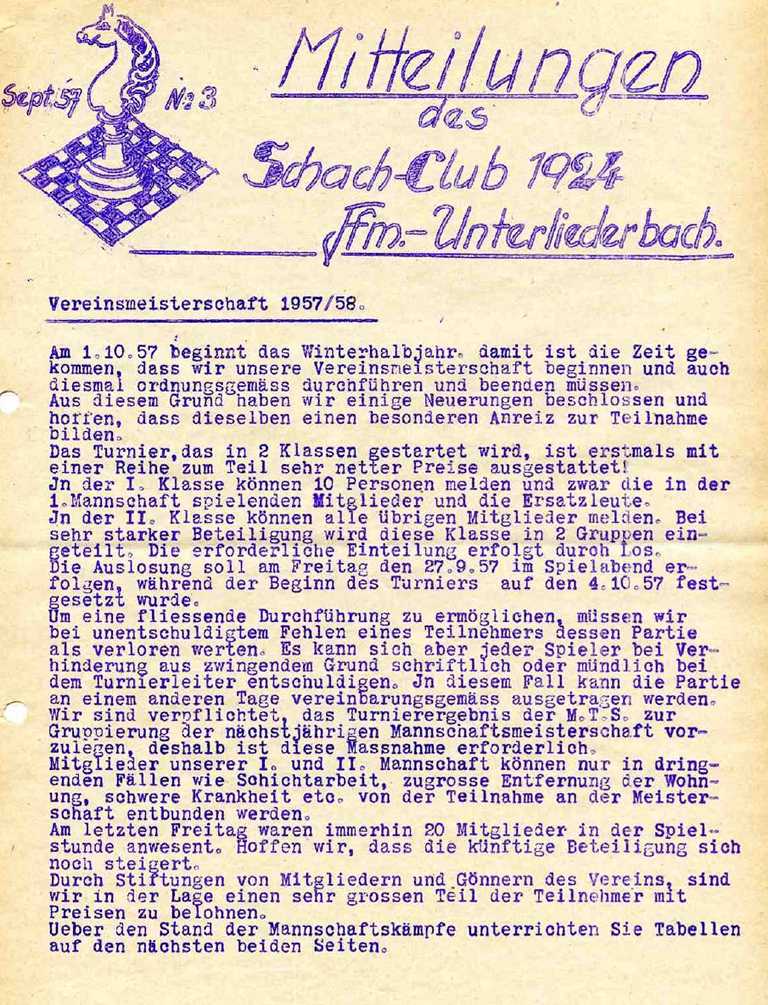 Mitteilungen
Sept.'57 No 3
des
Schach-Club 1924
Ffm.-Unterliederbach.
Vereinsmeisterschaft 1957/58.
Am 1.10.57 beginnt das Winterhalbjahr. damit ist die Zeit ge-
kommen, dass wir unsere Vereinsmeisterschaft beginnen und auch
diesmal ordnungsgemäss durchführen und beenden müssen.
Aus diesem Grund haben wir einige Neuerungen beschlossen und
hoffen, dass dieselben einen besonderen Anreiz zur Teilnahme
bilden.
Das Turnier,das in 2 Klassen gestartet wird, ist erstmals mit
einer Reihe zum Teil sehr netter Preise ausgestattet!
Jn der I. Klasse können 10 Personen melden und zwar die in der
1.Mannschaft spielenden Mitglieder und die Ersatzleute.
Jn der II. Klasse können alle übrigen Mitglieder melden. Bei
sehr starker Beteiligung wird diese Klasse in 2 Gruppen ein-
geteilt. Die erforderliche Einteilung erfolgt durch Los.
Die Auslosung soll am Freitag den 27.9.57 im Spielabend er-
folgen, während der Beginn des Turniers auf den 4.10.57 fest-
gesetzt wurde.
Um eine fliessende Durchführung zu ermöglichen, müssen wir
bei unentschuldigtem Fehlen eines Teilnehmers dessen Partie
als verloren werten. Es kann sich aber jeder Spieler bei Ver-
hinderung aus zwingendem Grund schriftlich oder mündlich bei
dem Turnierleiter entschuldigen. Jn diesem Fall kann die Partie
an einem anderen Tage vereinbarungsgemäss ausgetragen werden.
Wir sind verpflichtet, das Turnierergebnis der M.T.S. zur
Gruppierung der nächstjährigen Mannschaftsmeisterschaft vor-
zulegen, deshalb ist diese Massnahme erforderlich.
Mitglieder unserer I. und II. Mannschaft können nur in dring-
enden Fällen wie Schichtarbeit, zugrosse Entfernung der Wohn-
ung, schwere Krankheit etc. von der Teilnahme an der Meister-
schaft entbunden werden.
Am letzten Freitag waren immerhin 20 Mitglieder in der Spiel-
stunde anwesent. Hoffen wir, dass die künftige Beteiligung sich
noch steigert.
Durch Stiftungen von Mitgliedern und Gönnern des Vereins, sind
wir in der Lage einen sehr grossen Teil der Teilnehmer mit
Preisen zu belohnen.
Ueber den Stand der Mannschaftskämpfe unterrichten Sie Tabellen
auf den nächsten beiden Seiten.